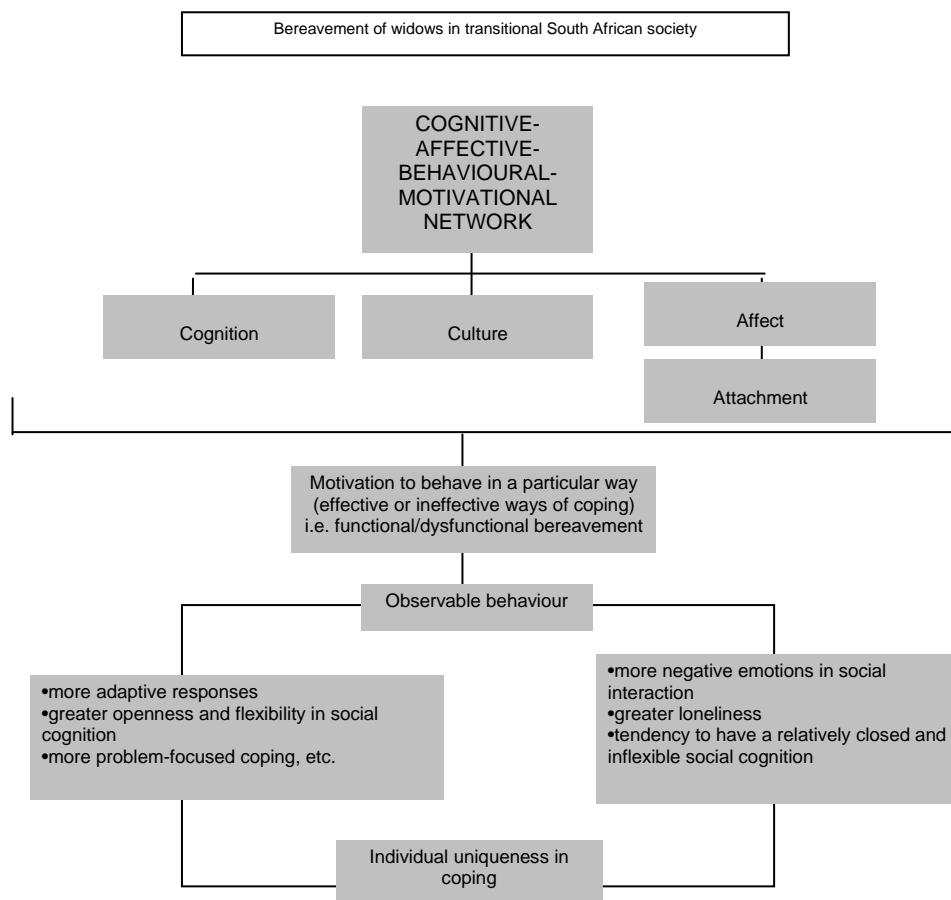 Bereavement of widows in transitional South African society
COGNITIVE-
AFFECTIVE-
BEHAVIOURAL-
MOTIVATIONAL
NETWORK
Cognition
Culture
Affect
Attachment
Motivation to behave in a particular way
(effective or ineffective ways of coping)
i.e. functional/dysfunctional bereavement
Observable behaviour
•more adaptive responses
•greater openness and flexibility in social
cognition
•more problem-focused coping, etc.
•more negative emotions in social
interaction
•greater loneliness
•tendency to have a relatively closed and
inflexible social cognition
Individual uniqueness in
coping